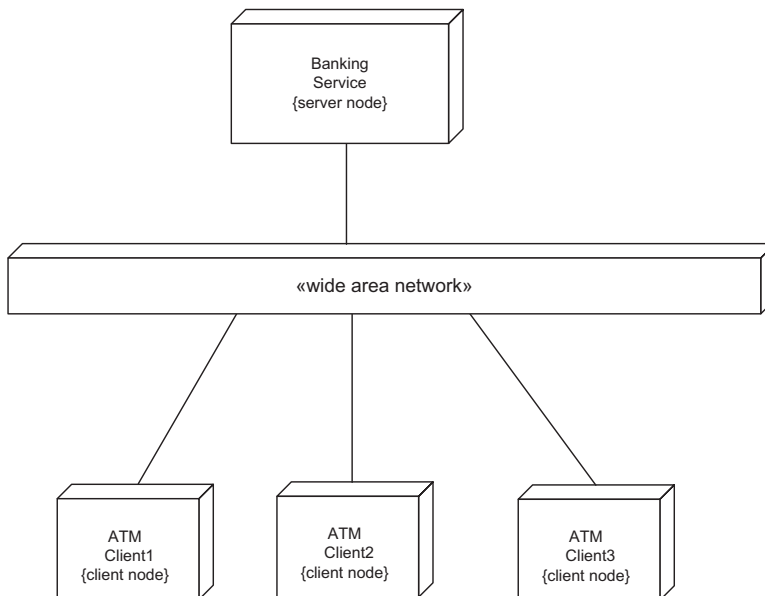 Banking
Service
{server node}
«wide area network»
ATM
Client1
{client node}
ATM
Client2
{client node}
ATM
Client3
{client node}